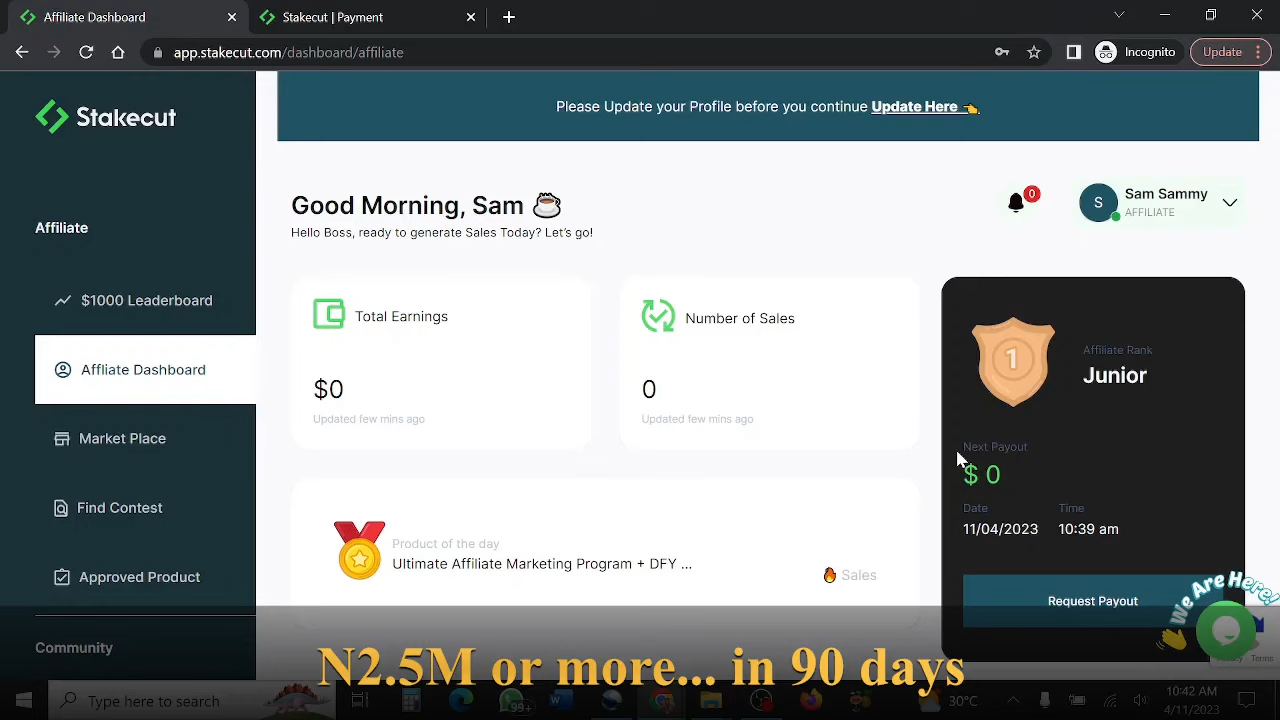 Affiliate Dashboard
Stakecut | Payment
app.stakecut.com/dashboard/affiliate
Incognito
Update
Stakecut
Please Update your Profile before you continue Update Here
Good Morning, Sam
Hello Boss, ready to generate Sales Today? Let's go!
0
S
Sam Sammy
AFFILIATE
Affiliate
$1000 Leaderboard
Affliate Dashboard
Market Place
Find Contest
Approved Product
Community
Total Earnings
$0
Updated few mins ago
Number of Sales
0
Updated few mins ago
1
Affiliate Rank
Junior
Next Payout
$ 0
Date
Time
11/04/2023
10:39 am
Request Payout
Product of the day
Ultimate Affiliate Marketing Program + DFY ...
Sales
We Are Here!
Privacy - Terms
N2.5M or more... in 90 days
Type here to search
99+
30°C
10:42 AM
4/11/2023